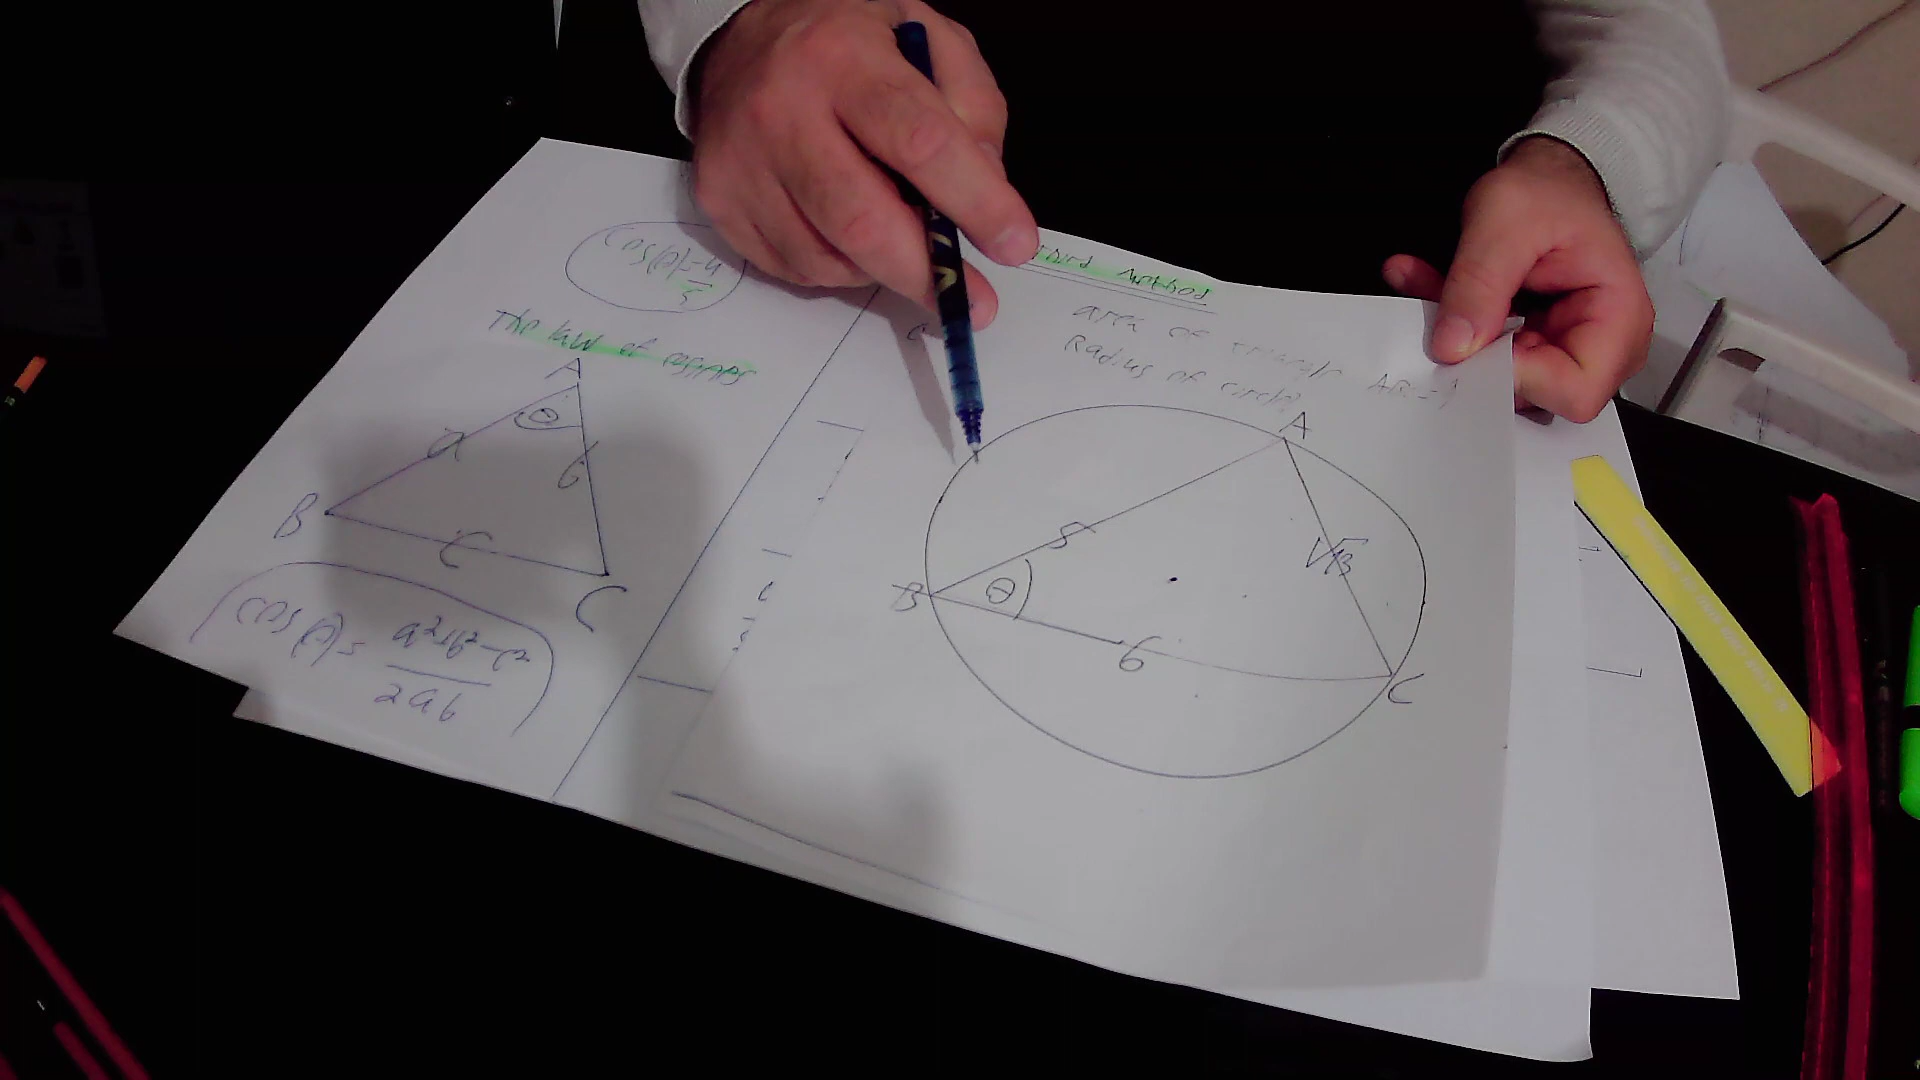 cos(θ)=4/5
The law of cosines
A
θ
a
b
B
C
C
cos(θ)= a²+b²-c²/2ab
Third Method
area of triangle ABC=?
Radius of circle?
A
5
√13
B
θ
6
C